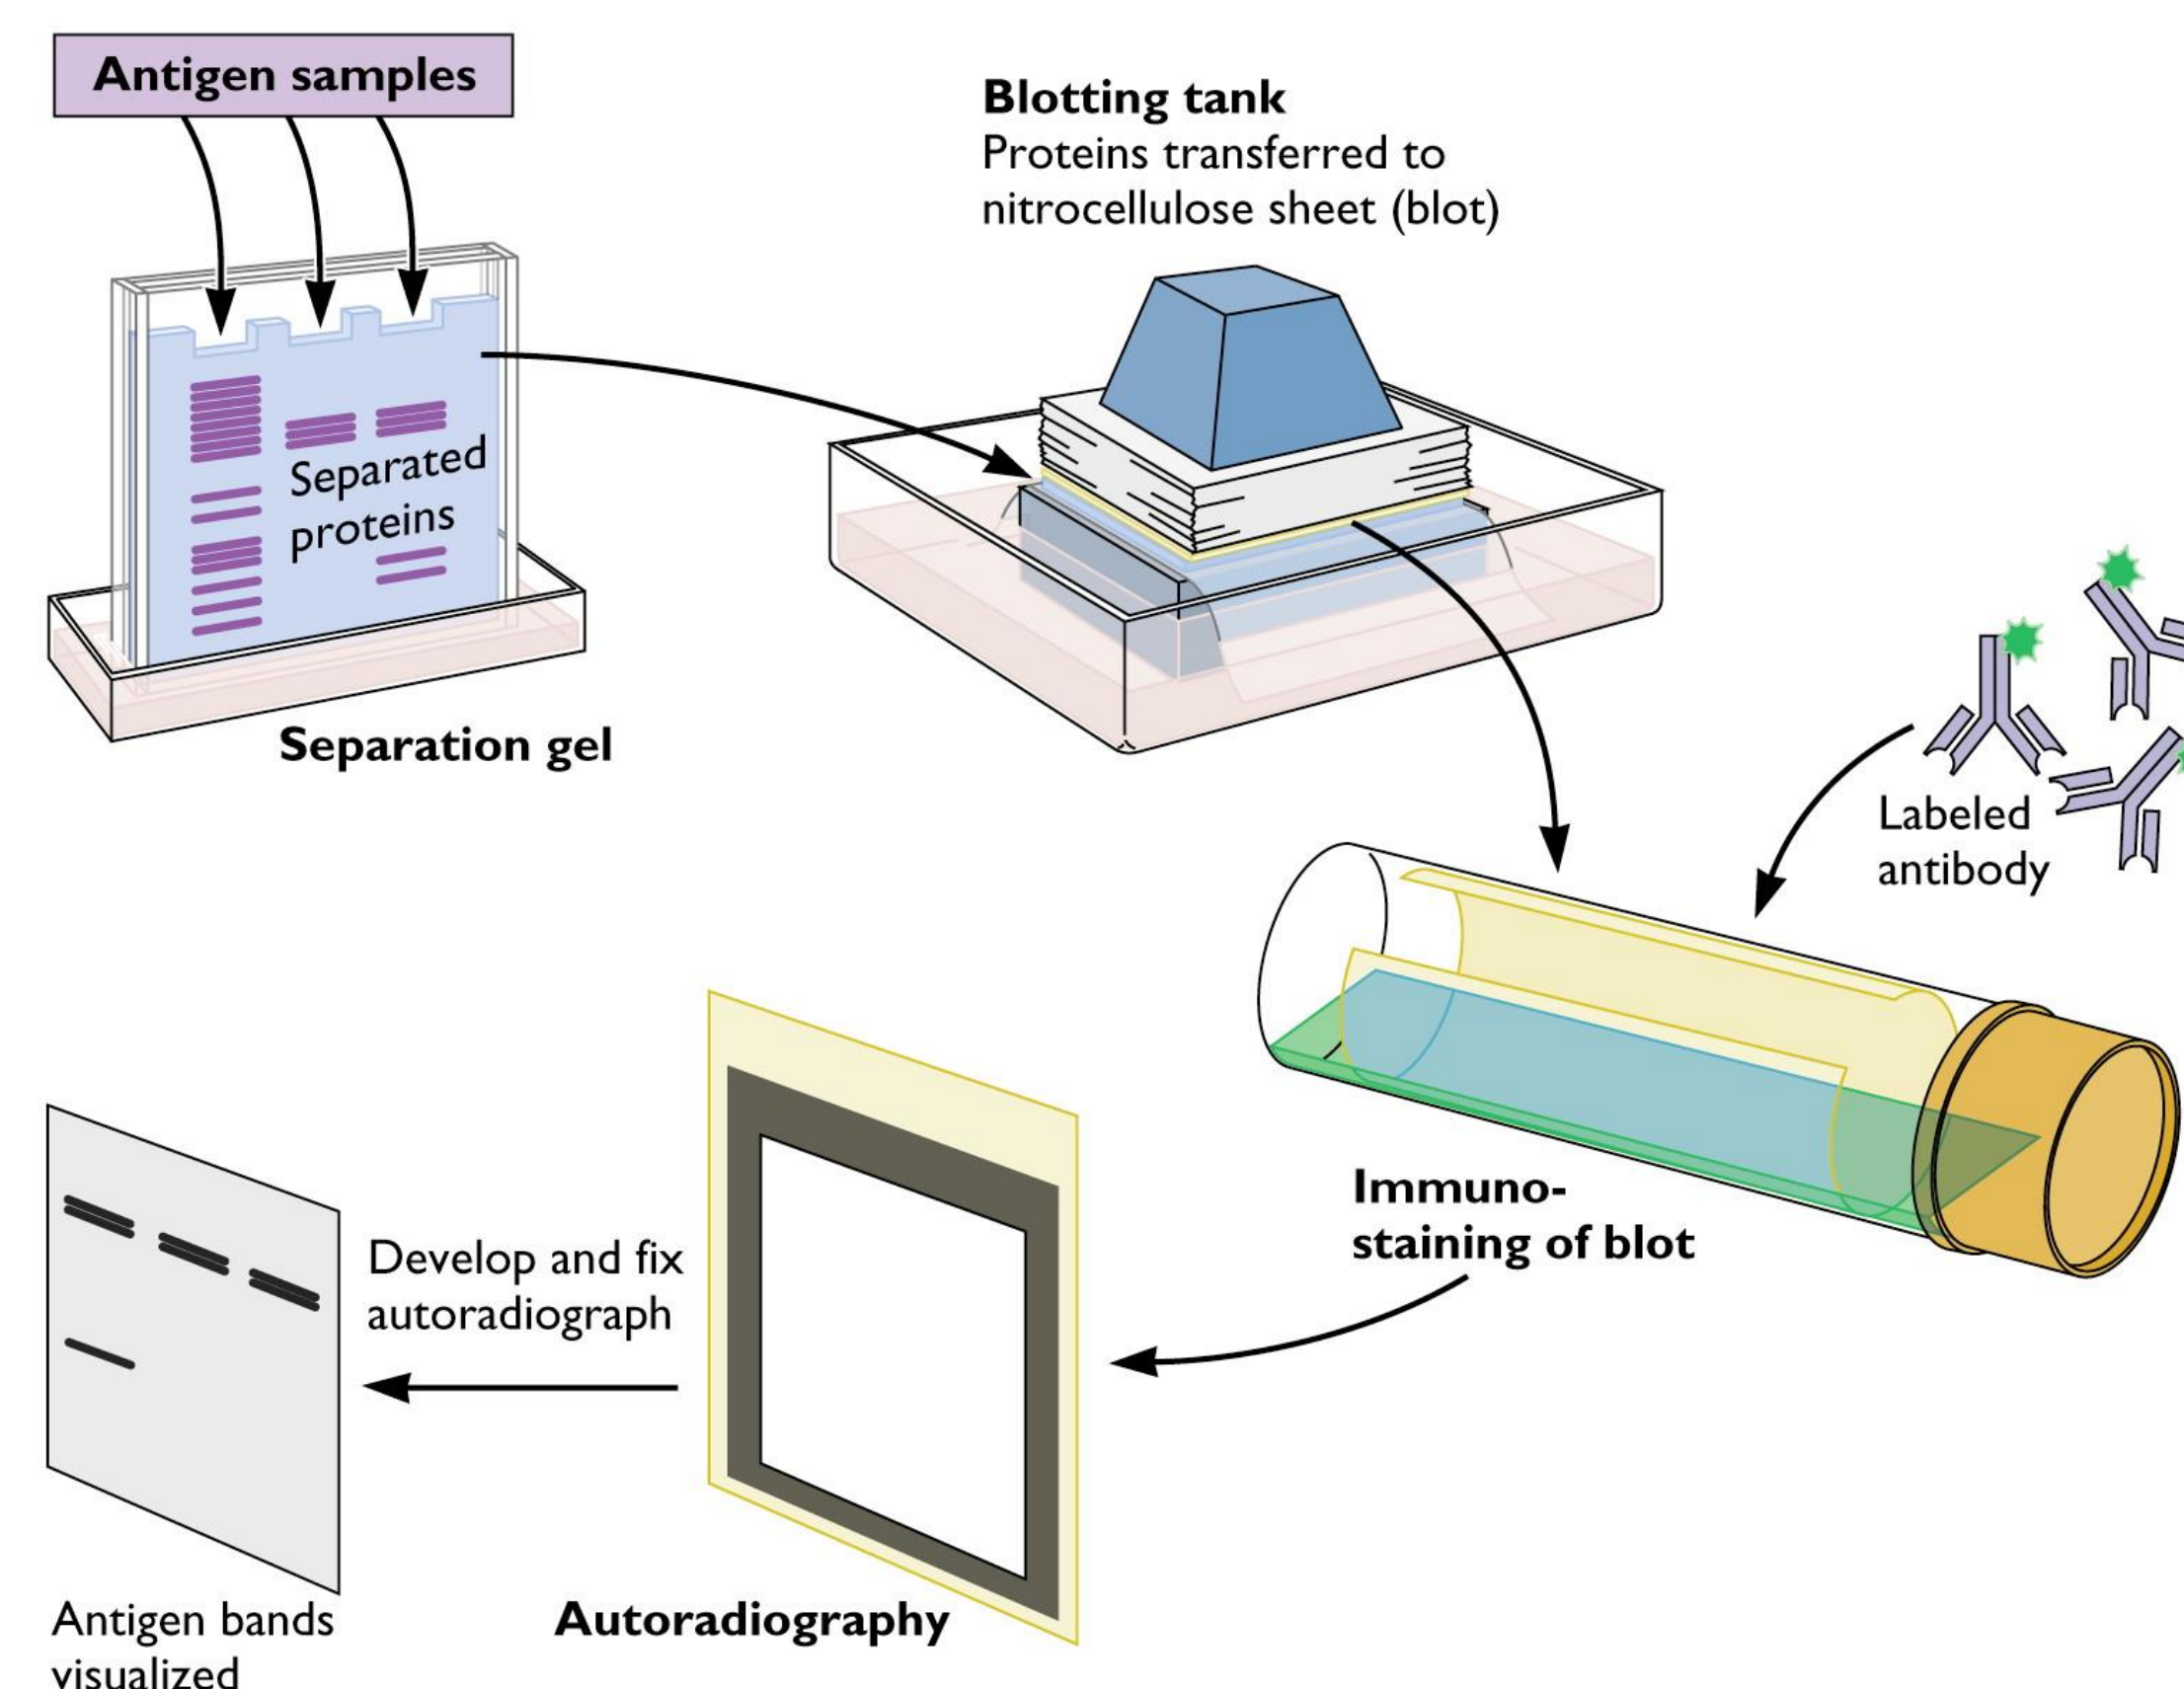 Antigen samples
Blotting tank
Proteins transferred to
nitrocellulose sheet (blot)
Separated
proteins
Separation gel
Labeled
antibody
Immuno-
staining of blot
Develop and fix
autoradiograph
Autoradiography
Antigen bands
visualized